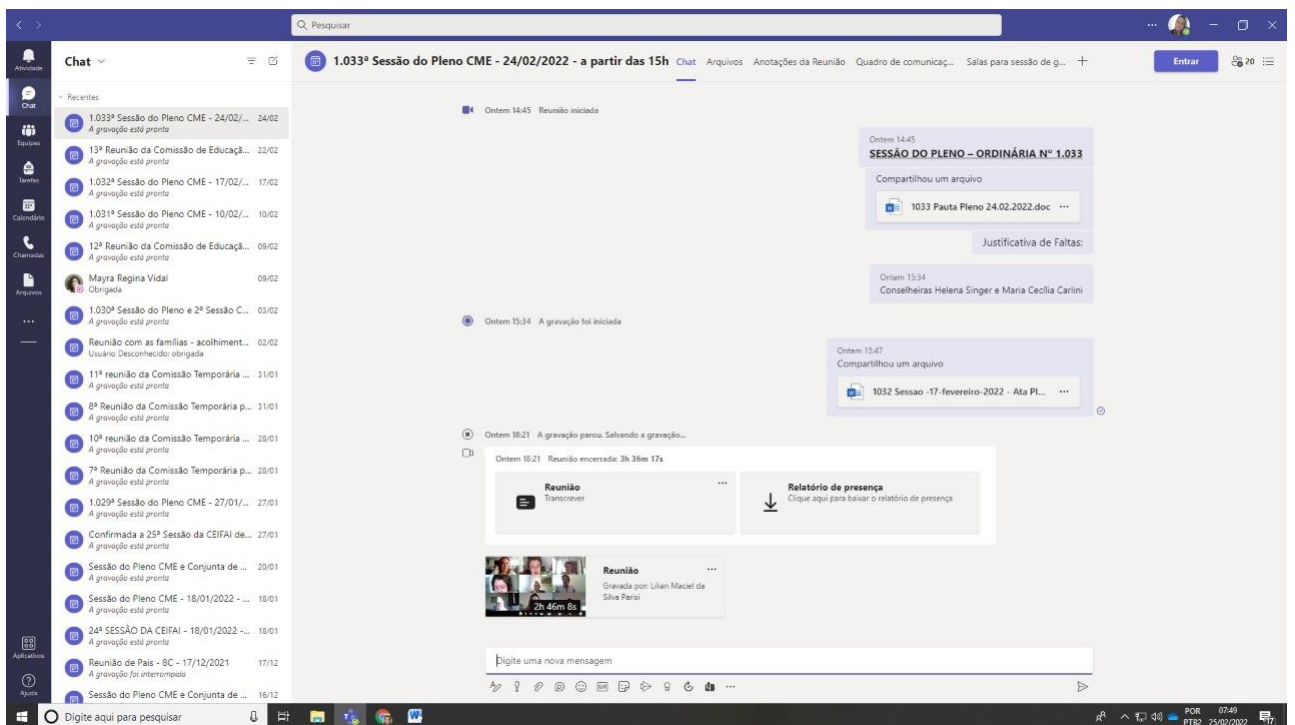 Pesquisar
Atividade
Chat
Equipes
Tarefas
Calendário
Chamadas
Arquivos
Aplicativos
Ajuda
Chat
Recentes
1.033ª Sessão do Pleno CME - 24/02/... 24/02
A gravação está pronta
13ª Reunião da Comissão de Educaçã... 22/02
A gravação está pronta
1.032ª Sessão do Pleno CME - 17/02/... 17/02
A gravação está pronta
1.031ª Sessão do Pleno CME - 10/02/... 10/02
A gravação está pronta
12ª Reunião da Comissão de Educaçã... 09/02
A gravação está pronta
Mayra Regina Vidal 09/02
Obrigada
1.030ª Sessão do Pleno e 2ª Sessão C... 03/02
A gravação está pronta
Reunião com as famílias - acolhiment... 02/02
Usuário Desconhecido: obrigada
11ª reunião da Comissão Temporária ... 31/01
A gravação está pronta
8ª Reunião da Comissão Temporária p... 31/01
A gravação está pronta
10ª reunião da Comissão Temporária ... 28/01
A gravação está pronta
7ª Reunião da Comissão Temporária p... 28/01
A gravação está pronta
1.029ª Sessão do Pleno CME - 27/01/... 27/01
A gravação está pronta
Confirmada a 25ª Sessão da CEIFAI de... 27/01
A gravação está pronta
Sessão do Pleno CME e Conjunta de ... 20/01
A gravação está pronta
Sessão do Pleno CME - 18/01/2022 - ... 18/01
A gravação está pronta
24ª SESSÃO DA CEIFAI - 18/01/2022 -... 18/01
A gravação está pronta
Reunião de Pais - 8C - 17/12/2021 17/12
A gravação foi interrompida
Sessão do Pleno CME e Conjunta de ... 16/12
1.033ª Sessão do Pleno CME - 24/02/2022 - a partir das 15h Chat Arquivos Anotações da Reunião Quadro de comunicaç... Salas para sessão de g... + Entrar 20
Ontem 14:45 Reunião iniciada
Ontem 14:45
SESSÃO DO PLENO – ORDINÁRIA Nº 1.033
Compartilhou um arquivo
1033 Pauta Pleno 24.02.2022.doc ...
Justificativa de Faltas:
Ontem 15:34
Conselheiras Helena Singer e Maria Cecília Carlini
Ontem 15:34 A gravação foi iniciada
Ontem 15:47
Compartilhou um arquivo
1032 Sessao -17-fevereiro-2022 - Ata Pl... ...
Ontem 18:21 A gravação parou. Salvando a gravação...
Ontem 18:21 Reunião encerrada: 3h 36m 17s
Reunião ...
Transcrever
Relatório de presença
Clique aqui para baixar o relatório de presença
Reunião ...
Gravada por: Lilian Maciel da
Silva Parisi
2h 46m 8s
Digite uma nova mensagem
GIF
Digite aqui para pesquisar
POR 07:49
PTB2 25/02/2022